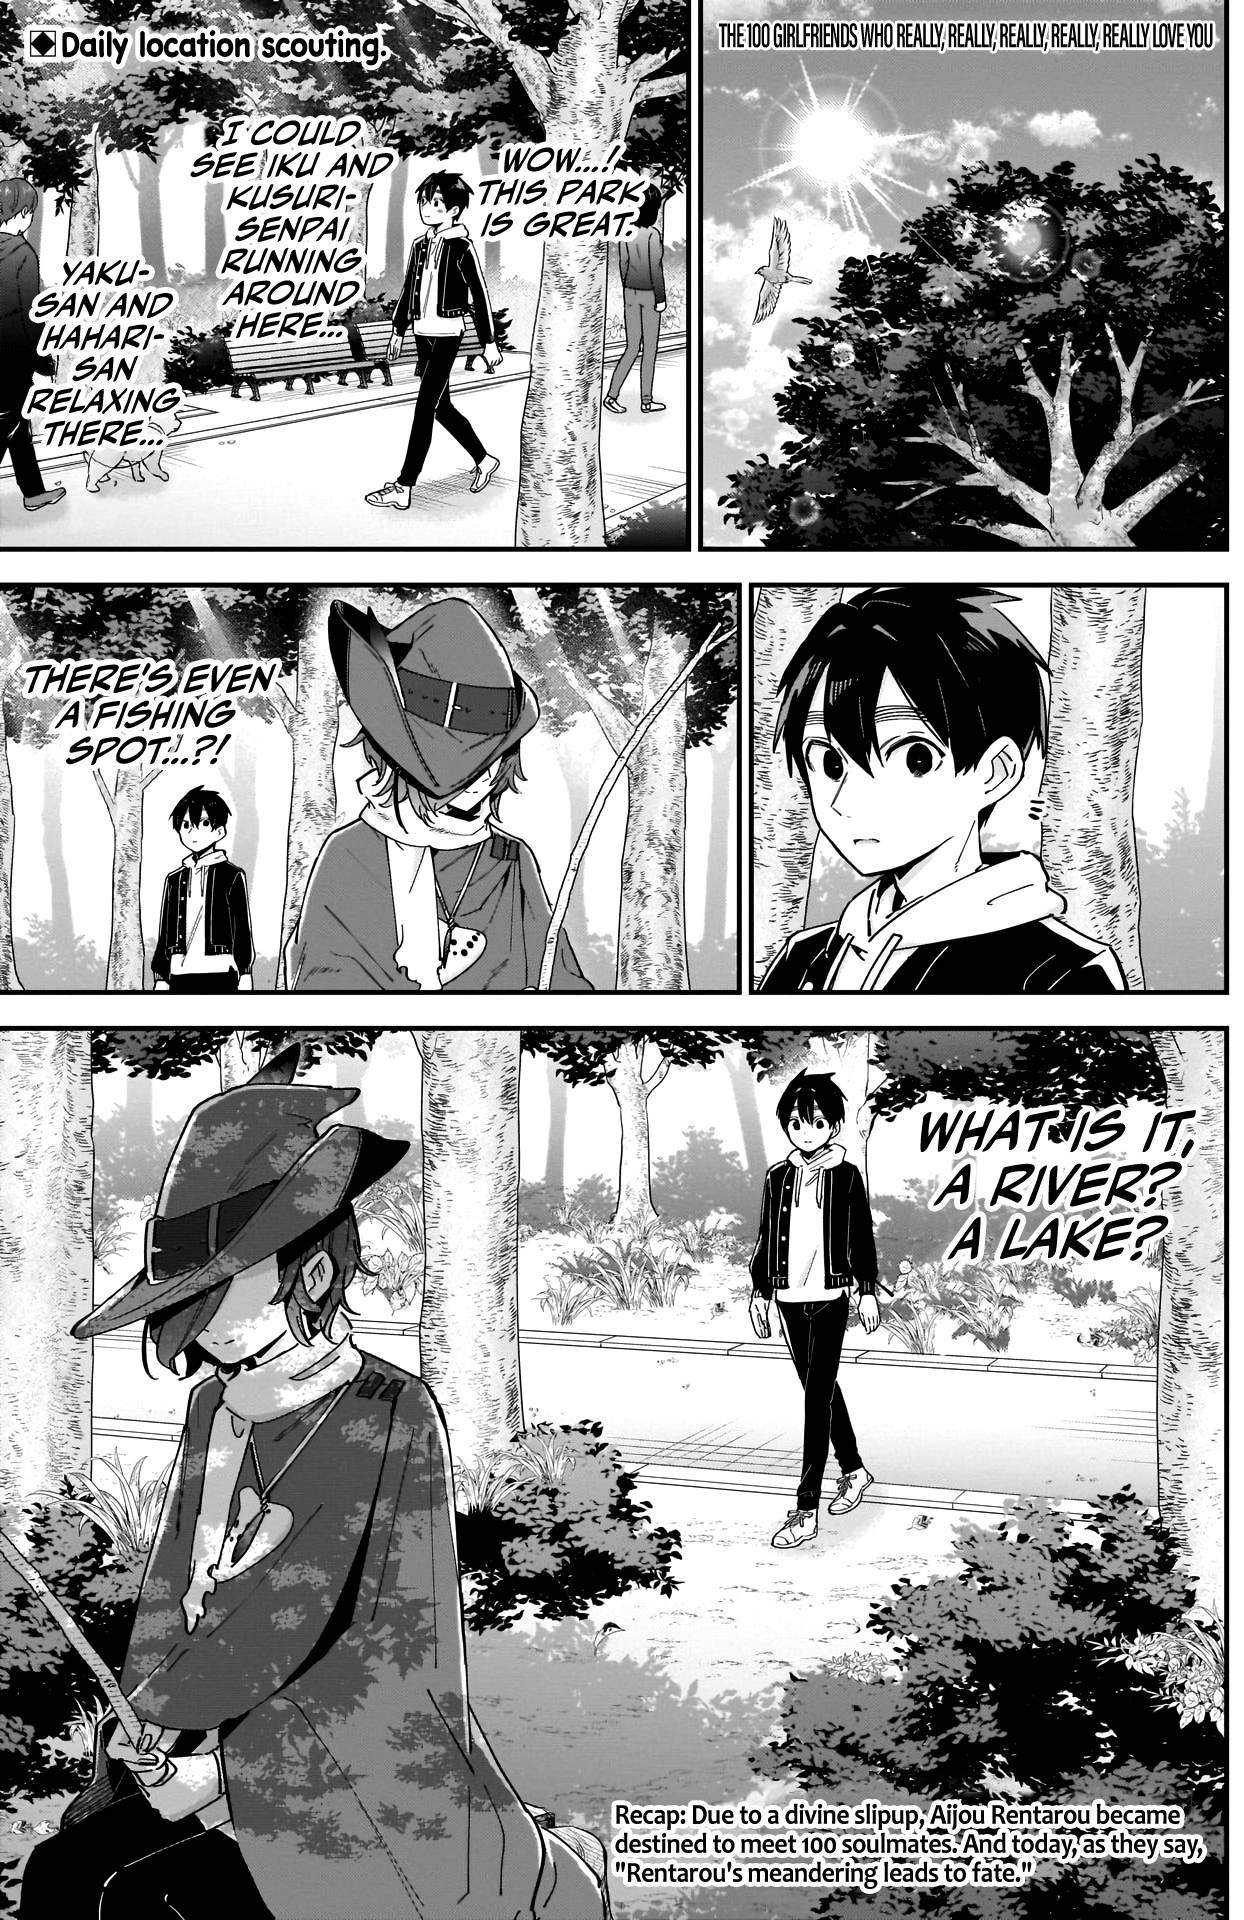 THE 100 GIRLFRIENDS WHO REALLY, REALLY, REALLY, REALLY, REALLY LOVE YOU
Daily location scouting.
WOW...!
THIS PARK
IS GREAT.
I COULD
SEE IKU AND
KUSURI-
SENPAI
RUNNING
AROUND
HERE...
YAKU-
SAN AND
HAHARI-
SAN
RELAXING
THERE...
THERE'S EVEN
A FISHING
SPOT...?!
WHAT IS IT,
A RIVER?
A LAKE?
Recap: Due to a divine slipup, Aijou Rentarou became
destined to meet 100 soulmates. And today, as they say,
"Rentarou's meandering leads to fate."